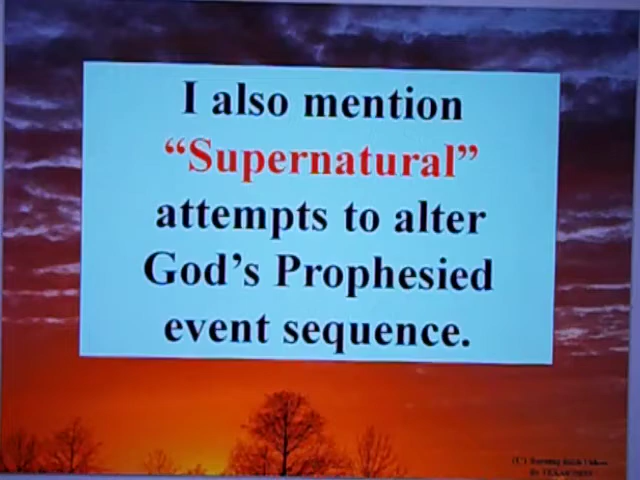 I also mention
“Supernatural”
attempts to alter
God’s Prophesied
event sequence.